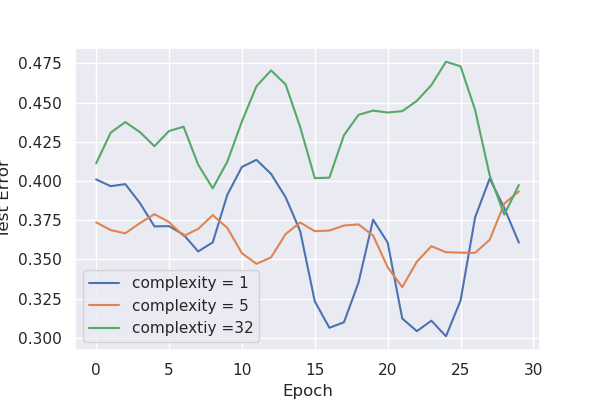 0.475
0.450
0.425
0.400
0.375
0.350
0.325
0.300
Test Error
complexity = 1
complexity = 5
complextiy =32
0 5 10 15 20 25 30
Epoch